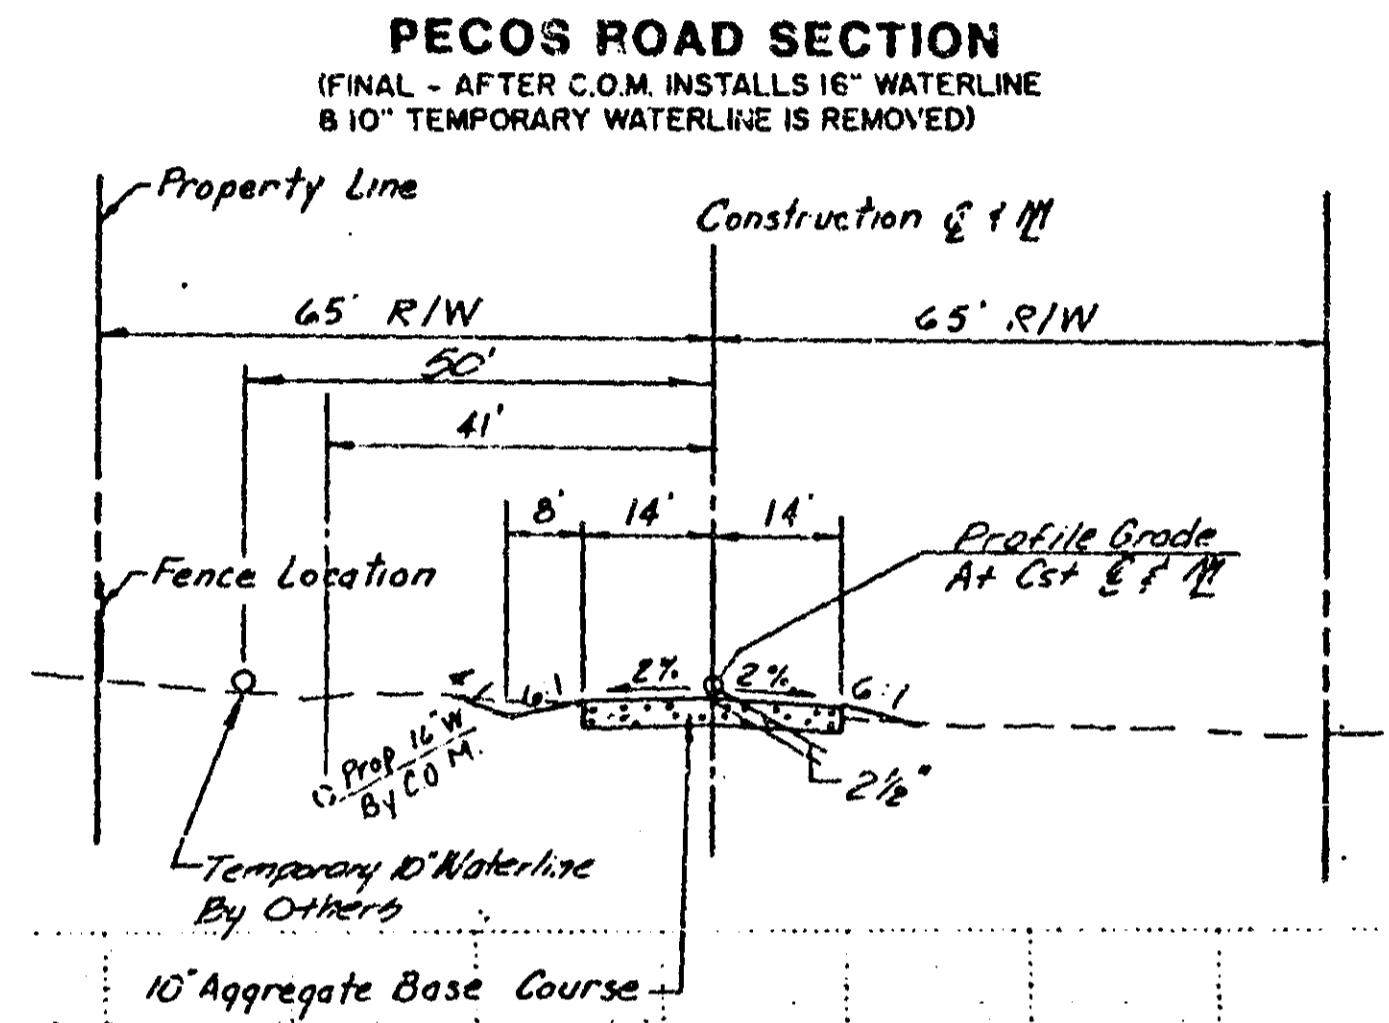 PECOS ROAD SECTION
(FINAL - AFTER C.O.M. INSTALLS 16" WATERLINE
& 10" TEMPORARY WATERLINE IS REMOVED)
Property Line
Construction ℄ & M
65' R/W
65' R/W
50'
41'
8'
14'
14'
Profile Grade
At Cst ℄ & M
Fence Location
2%
2%
6:1
6:1
Prop 16" W
By C.O.M.
2½"
Temporary 10" Waterline
By Others
10" Aggregate Base Course